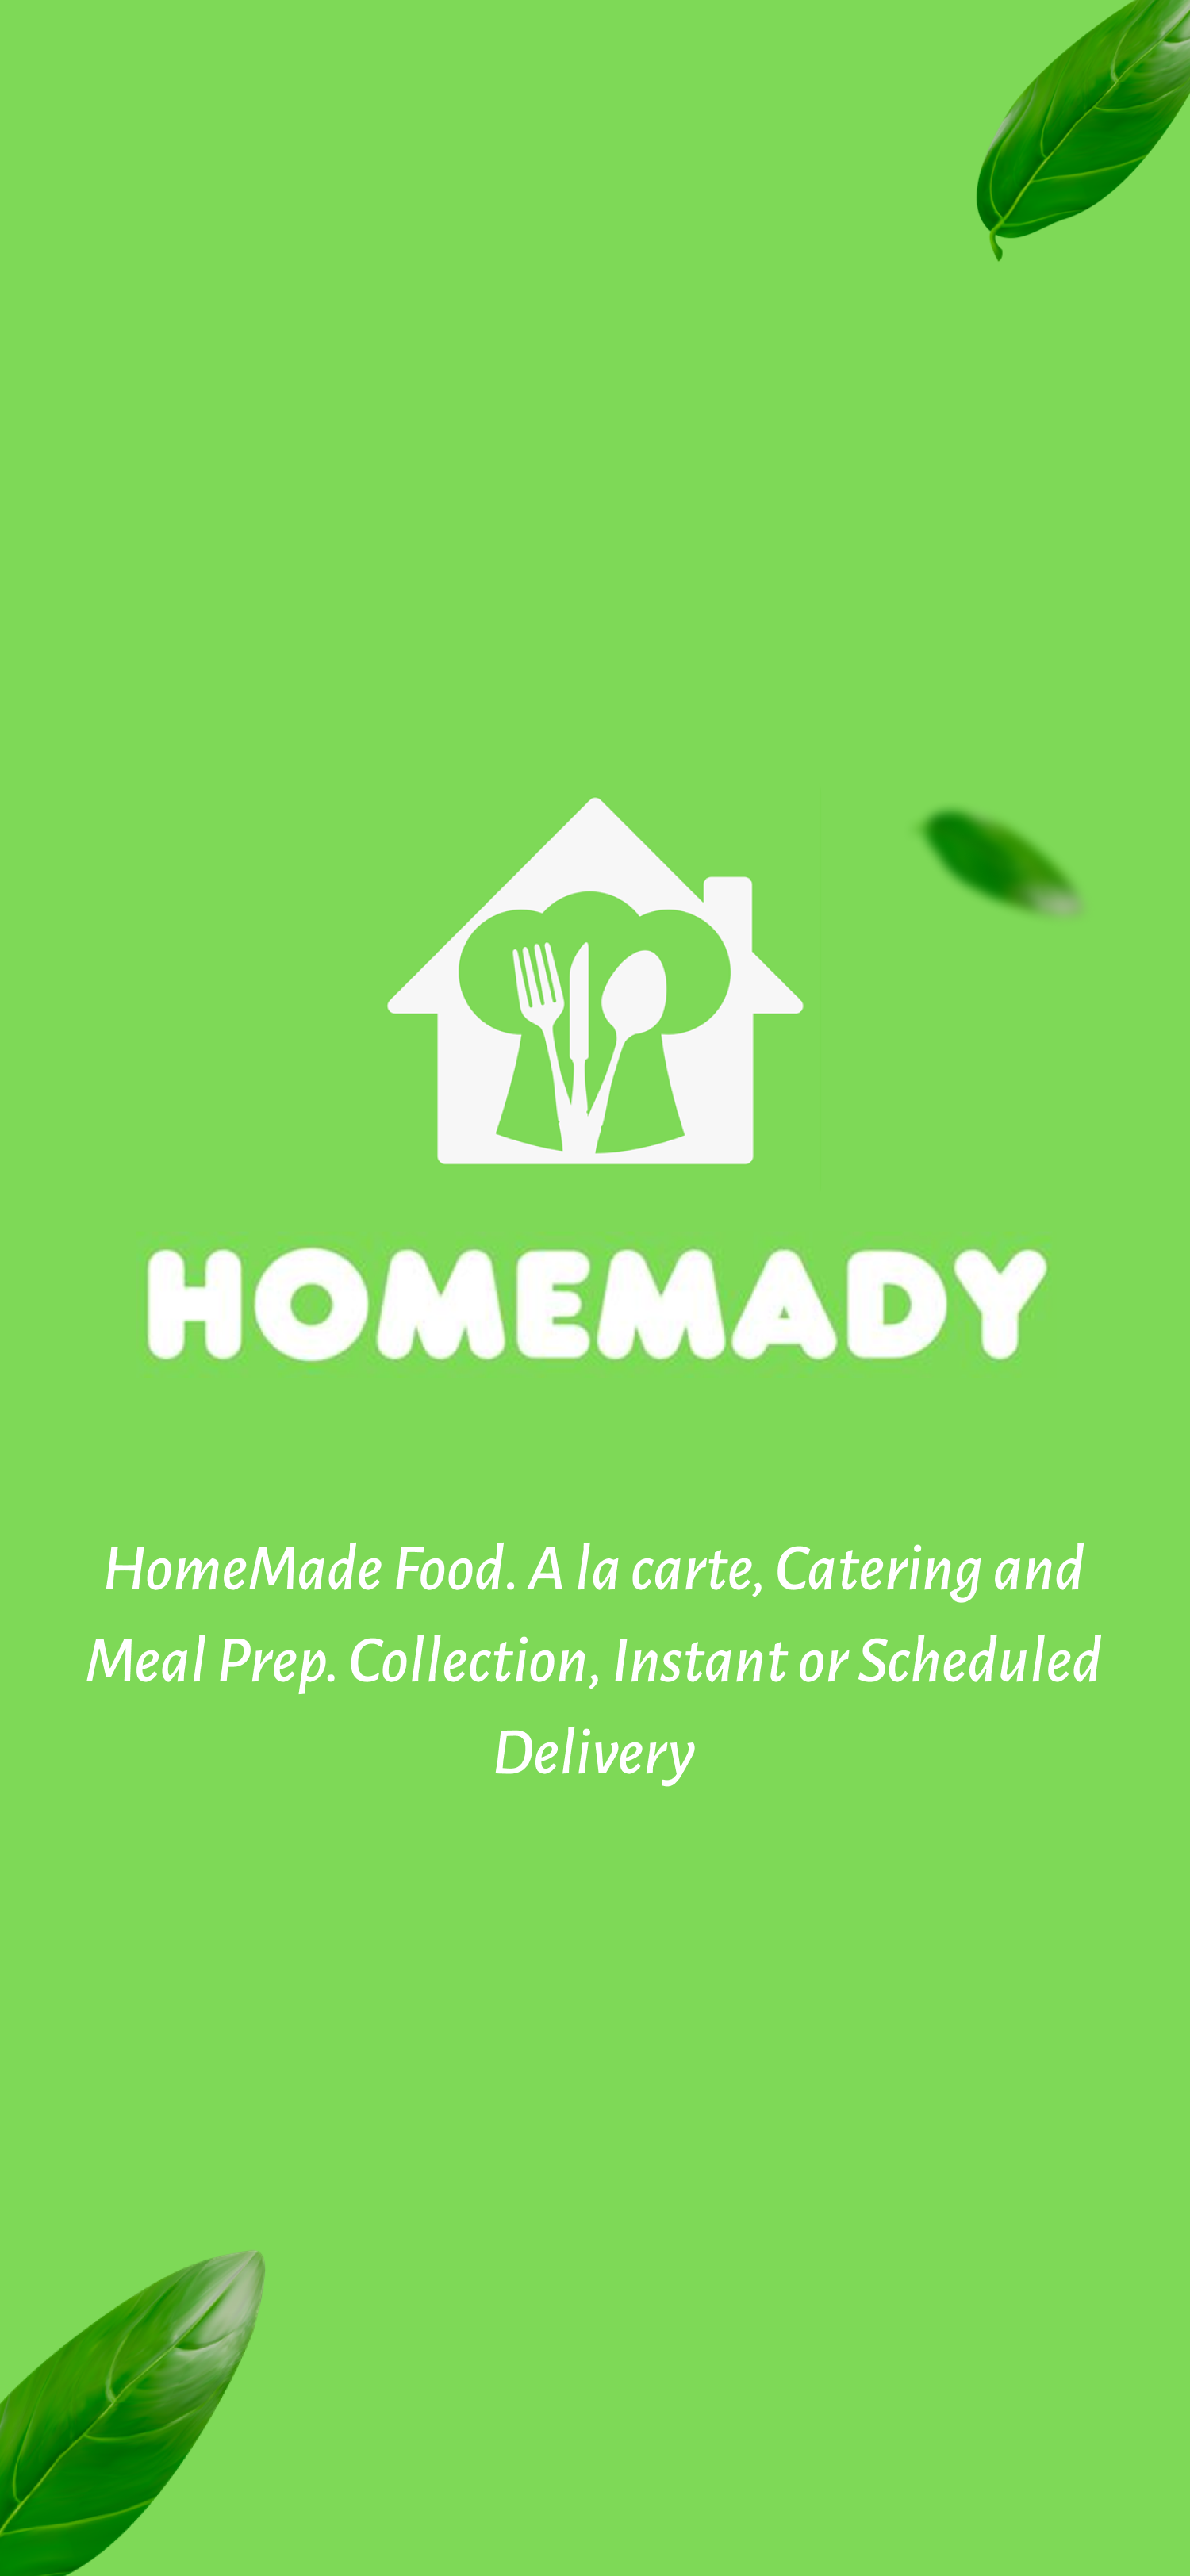 HOMEMADY
HomeMade Food. A la carte, Catering and
Meal Prep. Collection, Instant or Scheduled
Delivery